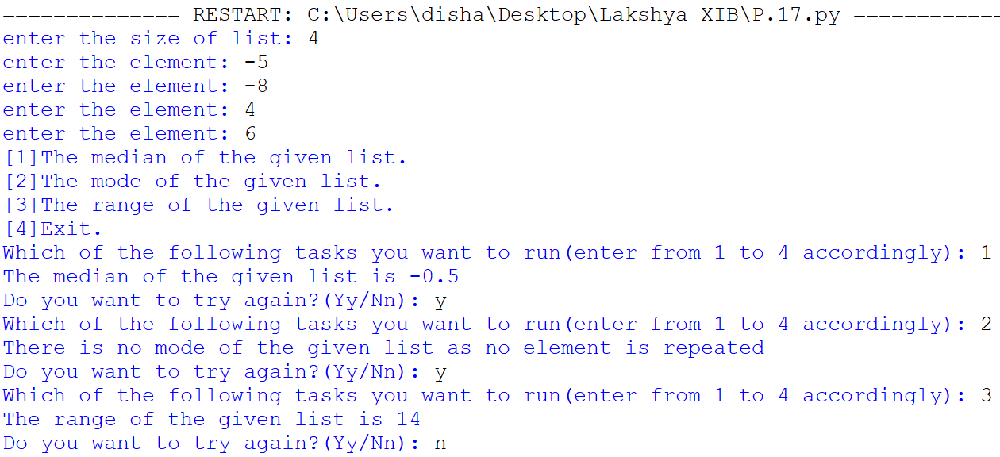 ============== RESTART: C:\Users\disha\Desktop\Lakshya XIB\P.17.py ============
enter the size of list: 4
enter the element: -5
enter the element: -8
enter the element: 4
enter the element: 6
[1]The median of the given list.
[2]The mode of the given list.
[3]The range of the given list.
[4]Exit.
Which of the following tasks you want to run(enter from 1 to 4 accordingly): 1
The median of the given list is -0.5
Do you want to try again?(Yy/Nn): y
Which of the following tasks you want to run(enter from 1 to 4 accordingly): 2
There is no mode of the given list as no element is repeated
Do you want to try again?(Yy/Nn): y
Which of the following tasks you want to run(enter from 1 to 4 accordingly): 3
The range of the given list is 14
Do you want to try again?(Yy/Nn): n